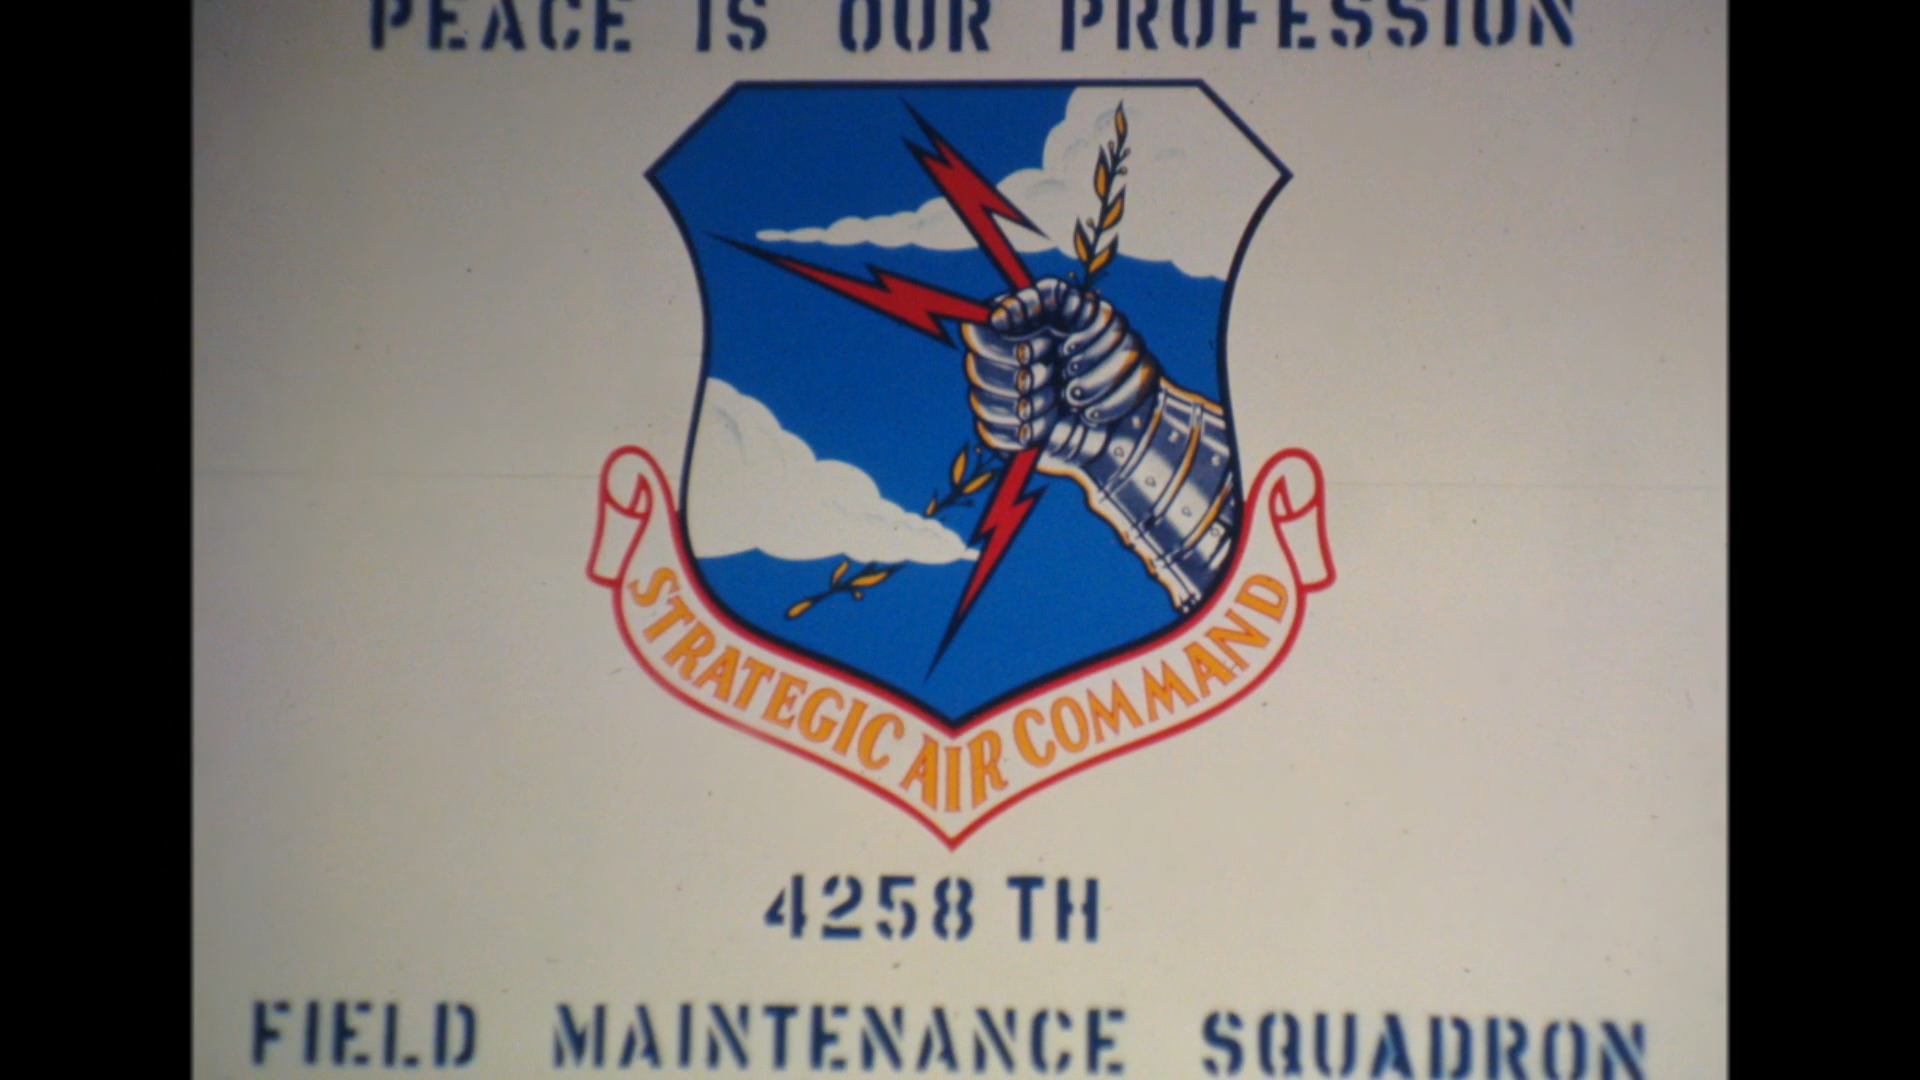 PEACE IS OUR PROFESSION
STRATEGIC AIR COMMAND
4258 TH
FIELD MAINTENANCE SQUADRON